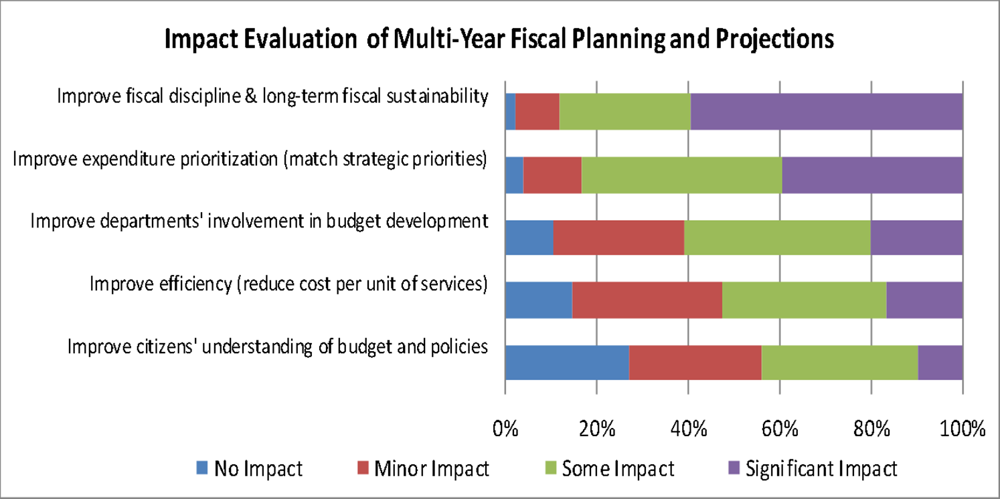 Impact Evaluation of Multi-Year Fiscal Planning and Projections
Improve fiscal discipline & long-term fiscal sustainability
Improve expenditure prioritization (match strategic priorities)
Improve departments' involvement in budget development
Improve efficiency (reduce cost per unit of services)
Improve citizens' understanding of budget and policies
0% 20% 40% 60% 80% 100%
No Impact Minor Impact Some Impact Significant Impact